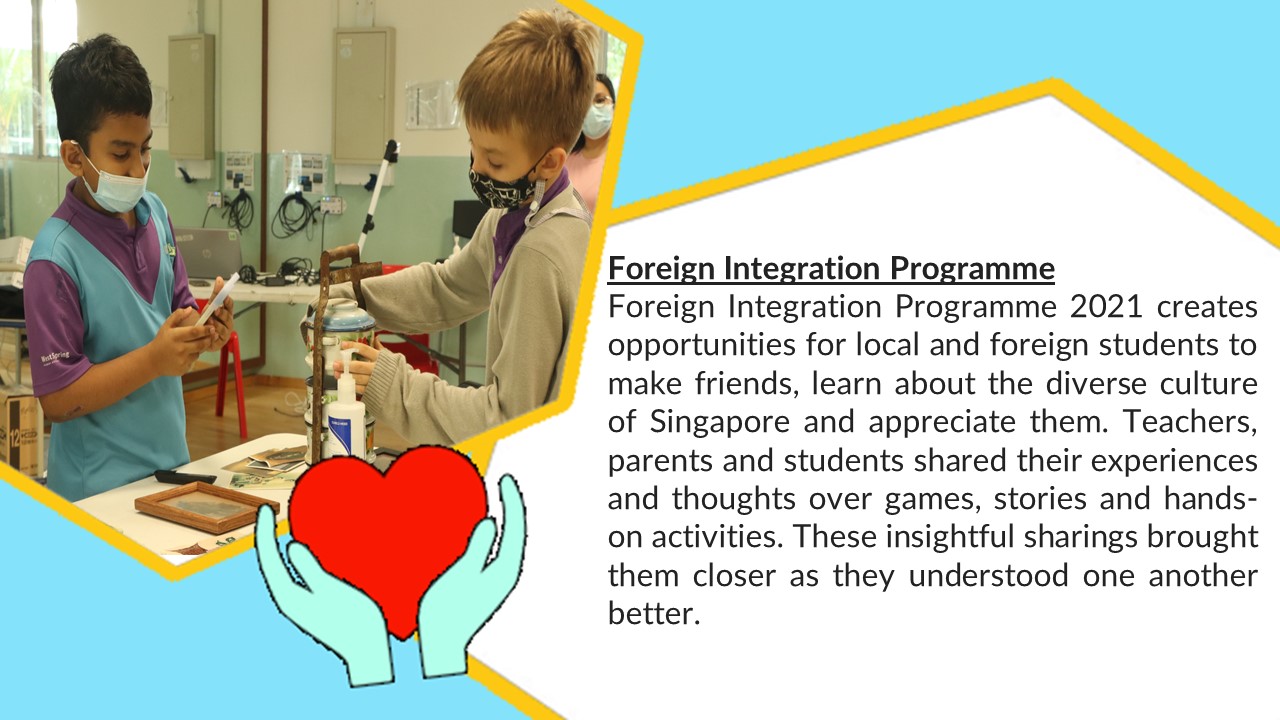 Foreign Integration Programme
Foreign Integration Programme 2021 creates
opportunities for local and foreign students to
make friends, learn about the diverse culture
of Singapore and appreciate them. Teachers,
parents and students shared their experiences
and thoughts over games, stories and hands-
on activities. These insightful sharings brought
them closer as they understood one another
better.
WestSpring
12